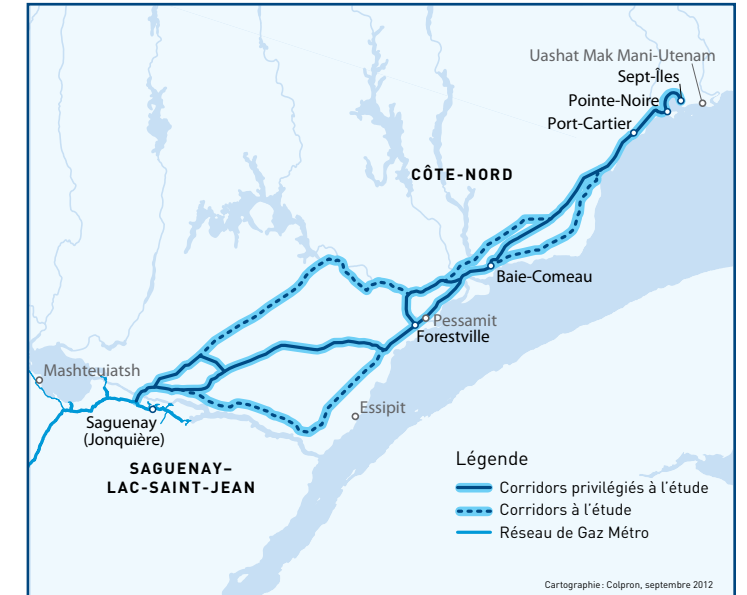 Uashat Mak Mani-Utenam
Sept-Îles
Pointe-Noire
Port-Cartier
CÔTE-NORD
Baie-Comeau
Pessamit
Forestville
Mashteuiatsh
Essipit
Saguenay
(Jonquière)
SAGUENAY–
LAC-SAINT-JEAN
Légende
Corridors privilégiés à l'étude
Corridors à l'étude
Réseau de Gaz Métro
Cartographie: Colpron, septembre 2012